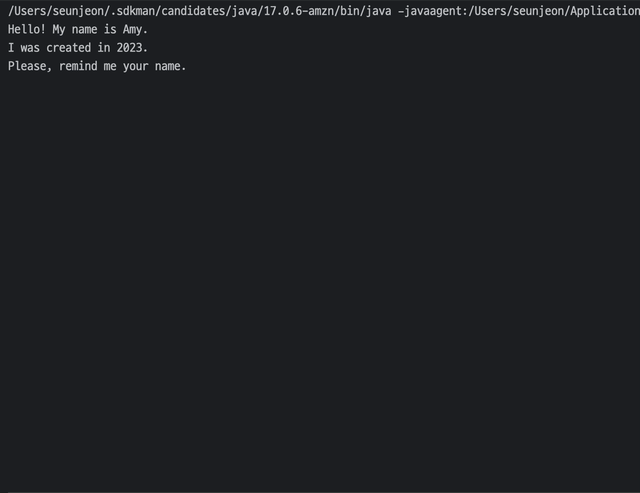 /Users/seunjeon/.sdkman/candidates/java/17.0.6-amzn/bin/java -javaagent:/Users/seunjeon/Application
Hello! My name is Amy.
I was created in 2023.
Please, remind me your name.